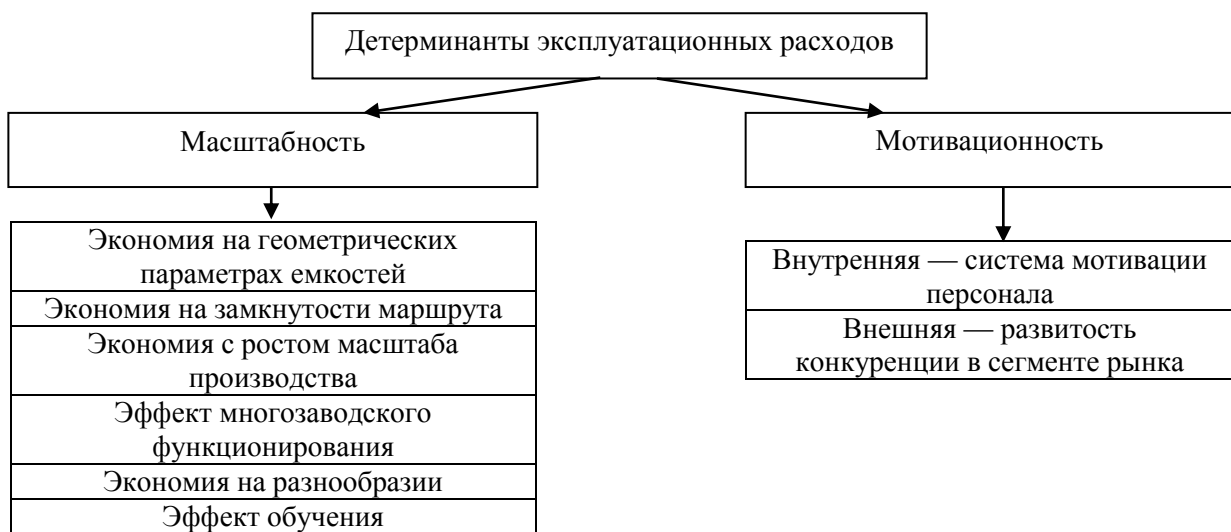 Детерминанты эксплуатационных расходов
Масштабность
Мотивационность
Экономия на геометрических
параметрах емкостей
Экономия на замкнутости маршрута
Экономия с ростом масштаба
производства
Эффект многозаводского
функционирования
Экономия на разнообразии
Эффект обучения
Внутренняя — система мотивации
персонала
Внешняя — развитость
конкуренции в сегменте рынка